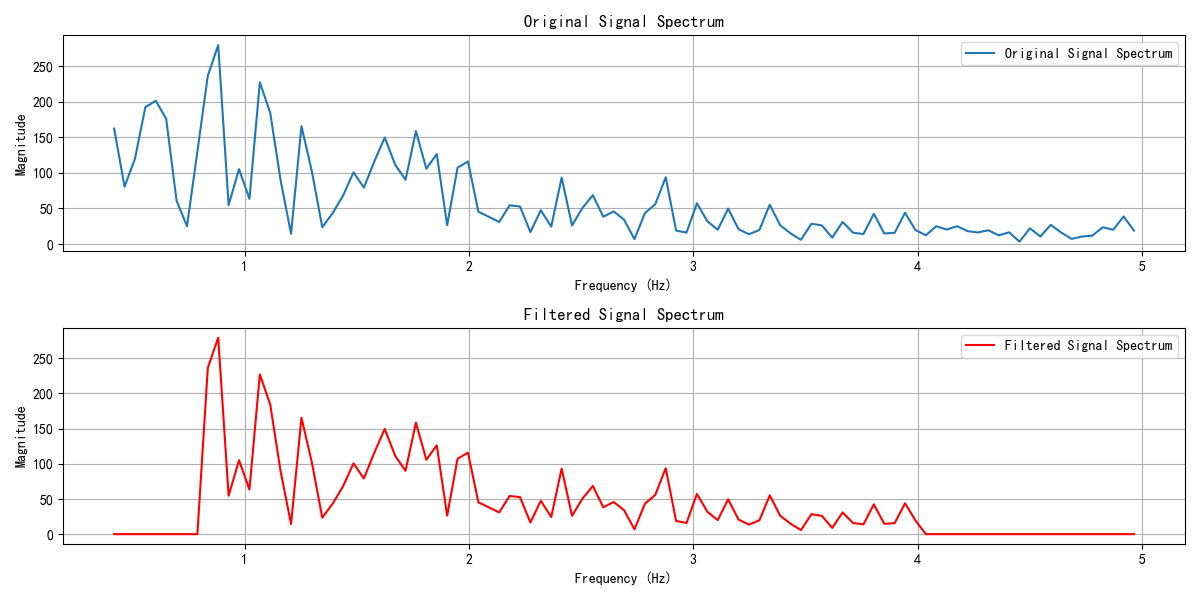 Original Signal Spectrum
Original Signal Spectrum
Magnitude
250
200
150
100
50
0
1
2
3
4
5
Frequency (Hz)
Filtered Signal Spectrum
Filtered Signal Spectrum
Magnitude
250
200
150
100
50
0
1
2
3
4
5
Frequency (Hz)